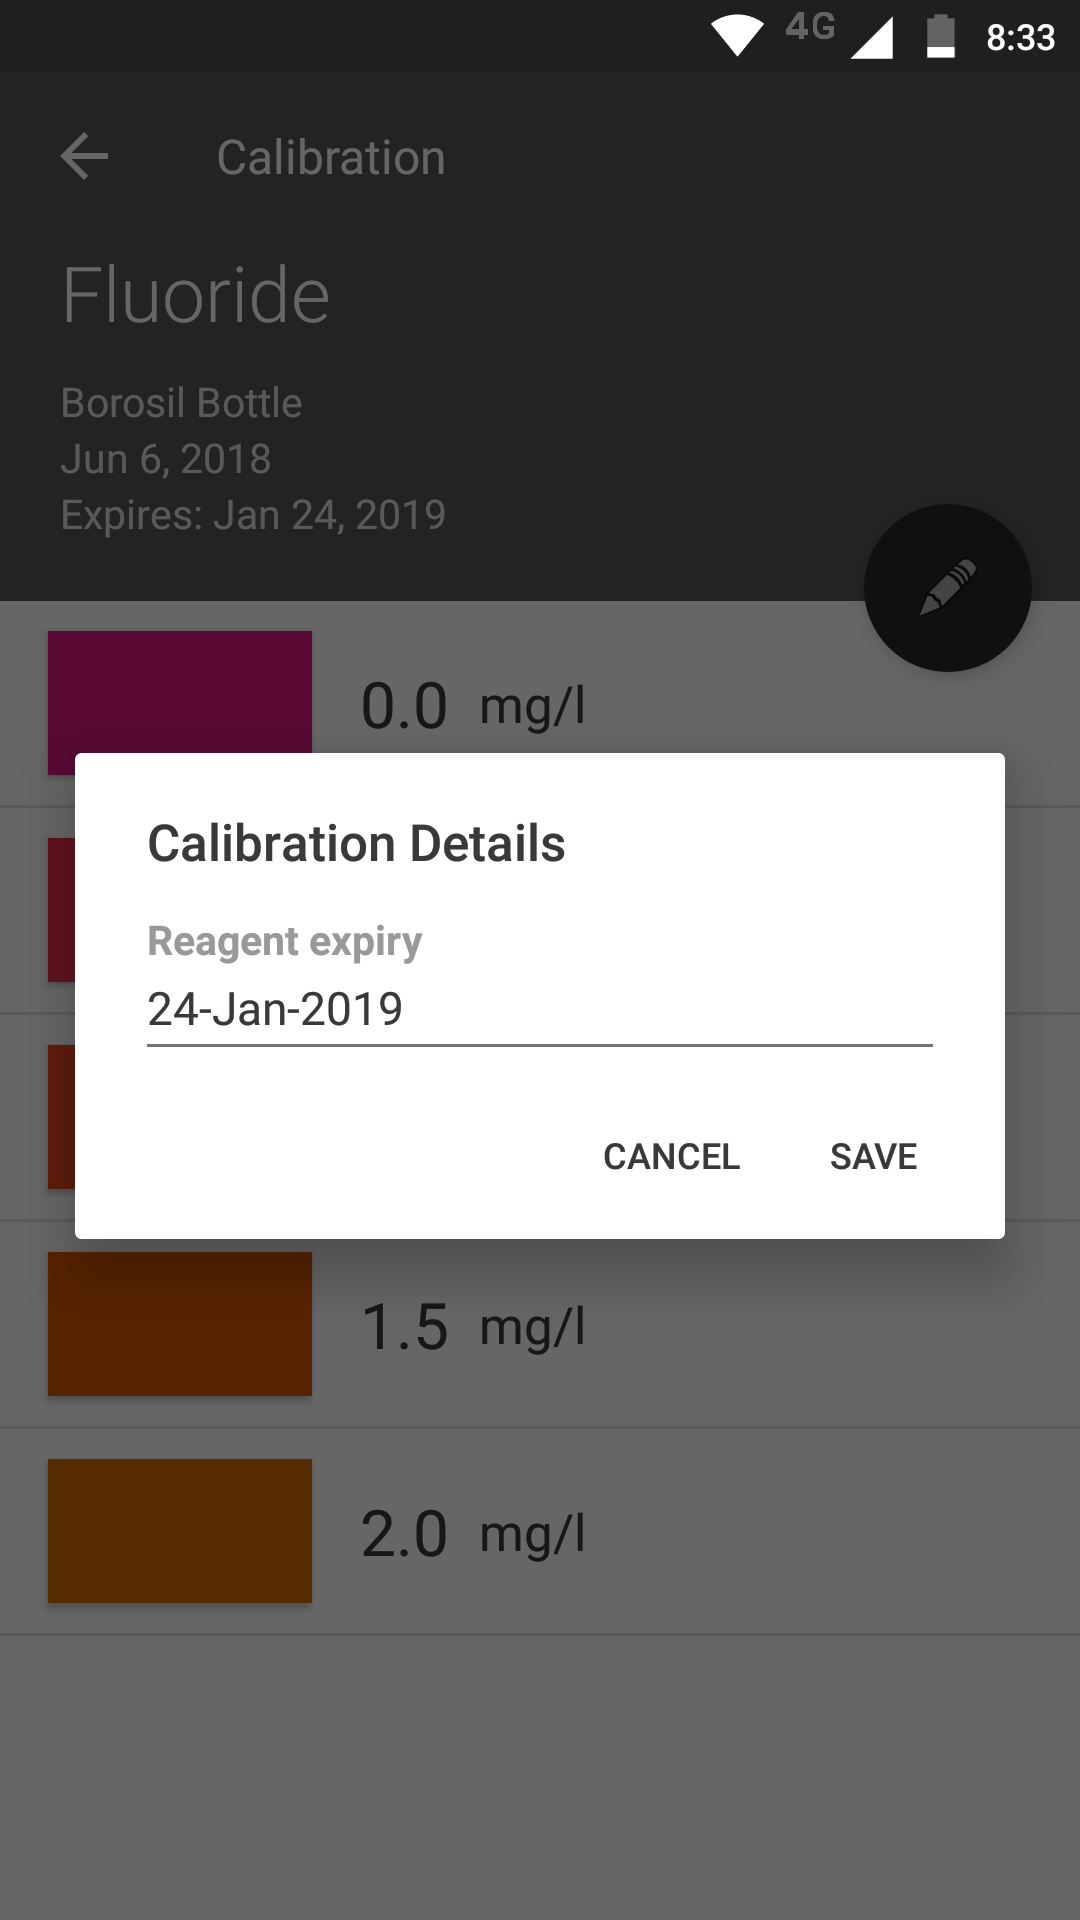 4G 8:33
Calibration
Fluoride
Borosil Bottle
Jun 6, 2018
Expires: Jan 24, 2019
0.0 mg/l
Calibration Details
Reagent expiry
24-Jan-2019
CANCEL SAVE
1.5 mg/l
2.0 mg/l